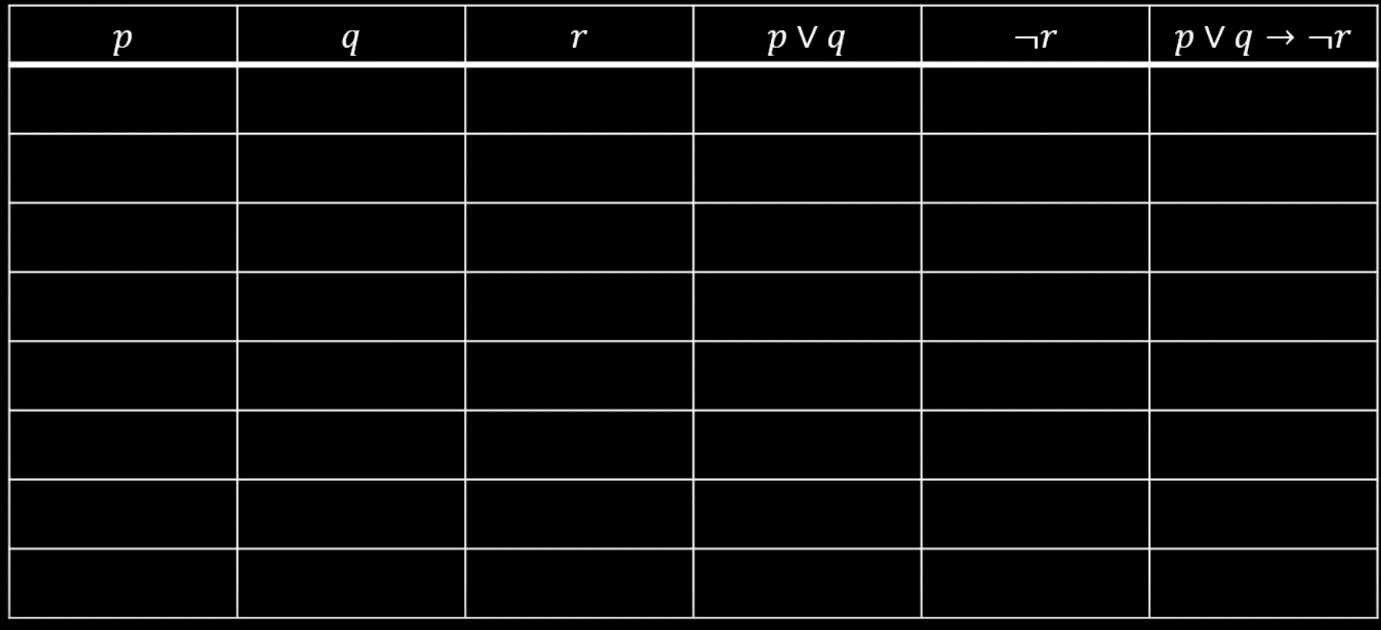 p q r p ∨ q ¬r p ∨ q → ¬r